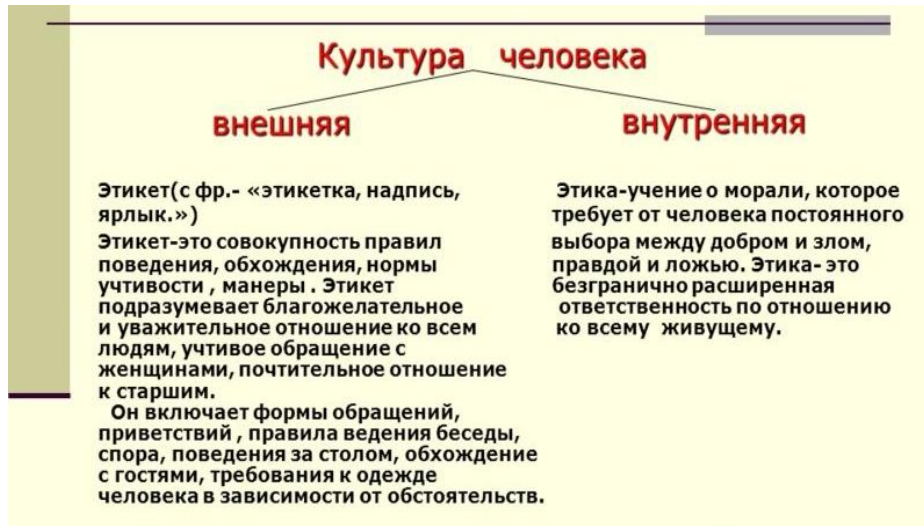 Культура человека
внешняя
внутренняя
Этикет(с фр.- «этикетка, надпись,
ярлык.»)
Этикет-это совокупность правил
поведения, обхождения, нормы
учтивости , манеры . Этикет
подразумевает благожелательное
и уважительное отношение ко всем
людям, учтивое обращение с
женщинами, почтительное отношение
к старшим.
Он включает формы обращений,
приветствий , правила ведения беседы,
спора, поведения за столом, обхождение
с гостями, требования к одежде
человека в зависимости от обстоятельств.
Этика-учение о морали, которое
требует от человека постоянного
выбора между добром и злом,
правдой и ложью. Этика- это
безгранично расширенная
ответственность по отношению
ко всему живущему.